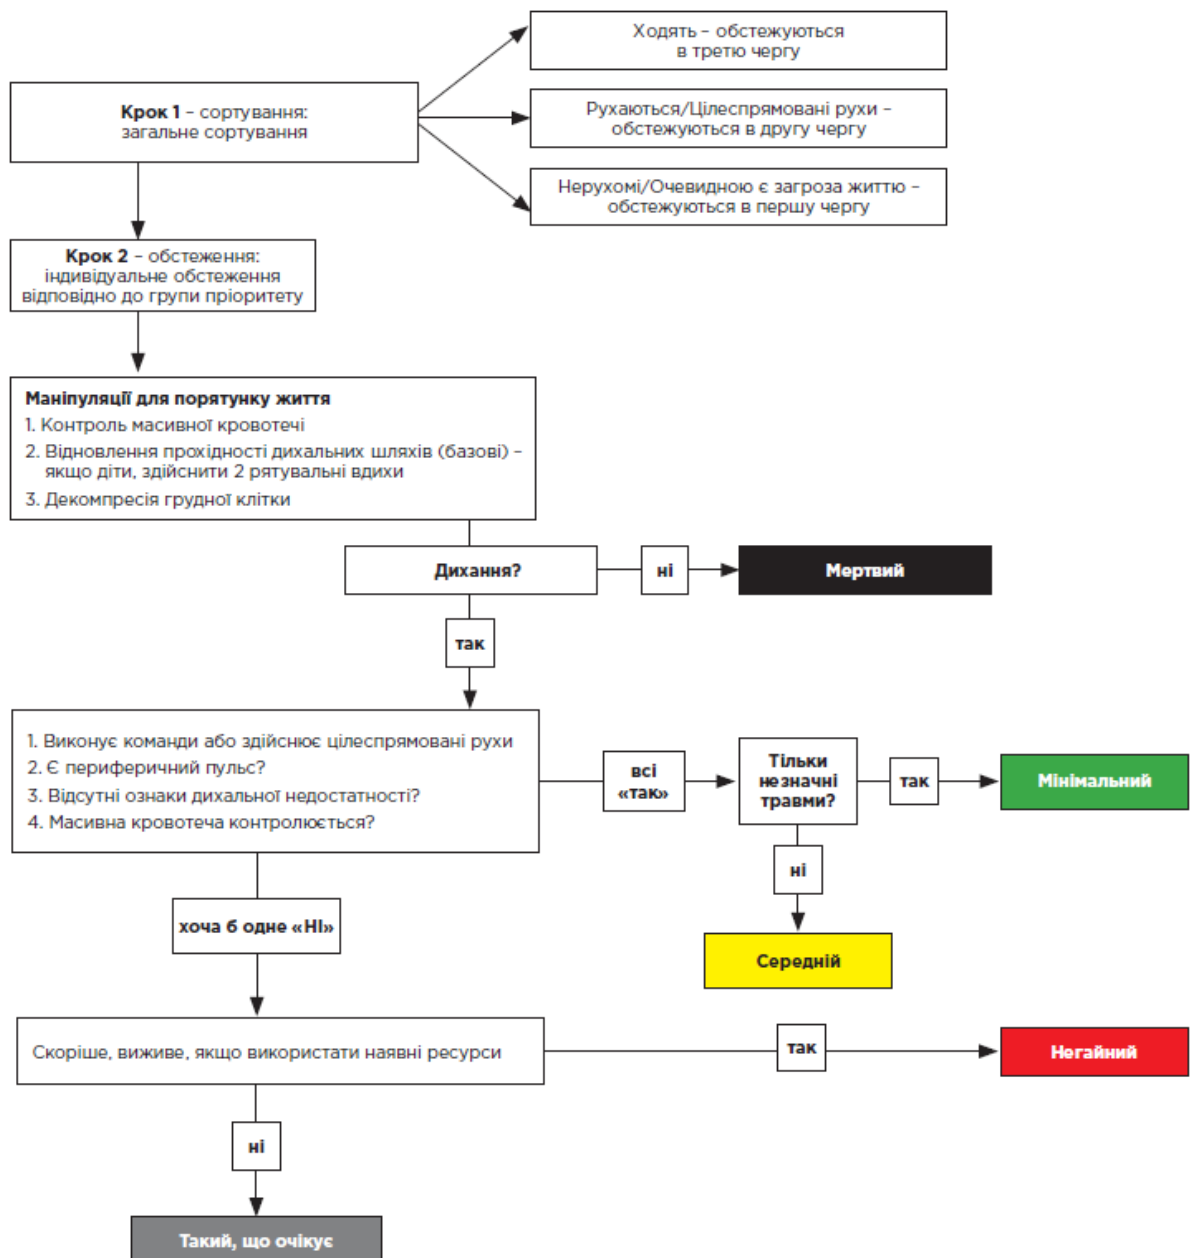 Ходять – обстежуються
в третю чергу
Крок 1 – сортування:
загальне сортування
Рухаються/Цілеспрямовані рухи –
обстежуються в другу чергу
Нерухомі/Очевидною є загроза життю –
обстежуються в першу чергу
Крок 2 – обстеження:
індивідуальне обстеження
відповідно до групи пріоритету
Маніпуляції для порятунку життя
1. Контроль масивної кровотечі
2. Відновлення прохідності дихальних шляхів (базові) –
якщо діти, здійснити 2 рятувальні вдихи
3. Декомпресія грудної клітки
Дихання?
ні
Мертвий
так
1. Виконує команди або здійснює цілеспрямовані рухи
2. Є периферичний пульс?
3. Відсутні ознаки дихальної недостатності?
4. Масивна кровотеча контролюється?
всі
«так»
Тільки
незначні
травми?
так
Мінімальний
ні
Середній
хоча б одне «НІ»
Скоріше, виживе, якщо використати наявні ресурси
так
Негайний
ні
Такий, що очікує